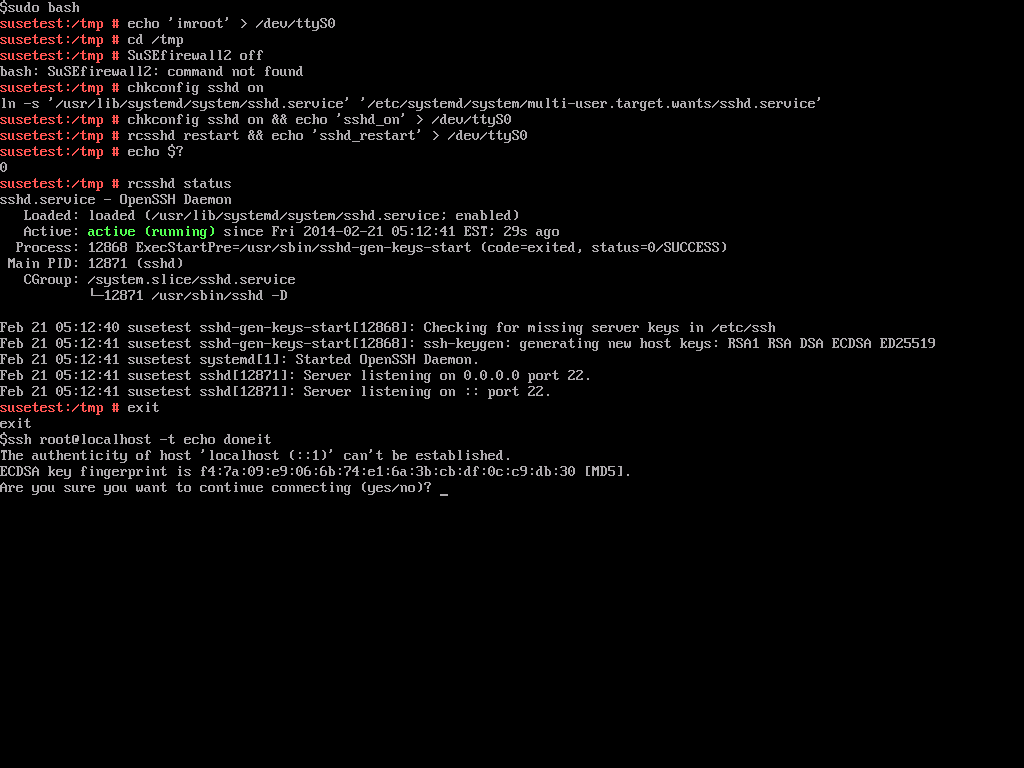 $sudo bash
susetest:/tmp # echo 'imroot' > /dev/ttyS0
susetest:/tmp # cd /tmp
susetest:/tmp # SuSEfirewall2 off
bash: SuSEfirewall2: command not found
susetest:/tmp # chkconfig sshd on
ln -s '/usr/lib/systemd/system/sshd.service' '/etc/systemd/system/multi-user.target.wants/sshd.service'
susetest:/tmp # chkconfig sshd on && echo 'sshd_on' > /dev/ttyS0
susetest:/tmp # rcsshd restart && echo 'sshd_restart' > /dev/ttyS0
susetest:/tmp # echo $?
0
susetest:/tmp # rcsshd status
sshd.service - OpenSSH Daemon
   Loaded: loaded (/usr/lib/systemd/system/sshd.service; enabled)
   Active: active (running) since Fri 2014-02-21 05:12:41 EST; 29s ago
  Process: 12868 ExecStartPre=/usr/sbin/sshd-gen-keys-start (code=exited, status=0/SUCCESS)
 Main PID: 12871 (sshd)
   CGroup: /system.slice/sshd.service
           └─12871 /usr/sbin/sshd -D

Feb 21 05:12:40 susetest sshd-gen-keys-start[12868]: Checking for missing server keys in /etc/ssh
Feb 21 05:12:41 susetest sshd-gen-keys-start[12868]: ssh-keygen: generating new host keys: RSA1 RSA DSA ECDSA ED25519
Feb 21 05:12:41 susetest systemd[1]: Started OpenSSH Daemon.
Feb 21 05:12:41 susetest sshd[12871]: Server listening on 0.0.0.0 port 22.
Feb 21 05:12:41 susetest sshd[12871]: Server listening on :: port 22.
susetest:/tmp # exit
exit
$ssh root@localhost -t echo doneit
The authenticity of host 'localhost (::1)' can't be established.
ECDSA key fingerprint is f4:7a:09:e9:06:6b:74:e1:6a:3b:cb:df:0c:c9:db:30 [MD5].
Are you sure you want to continue connecting (yes/no)? _